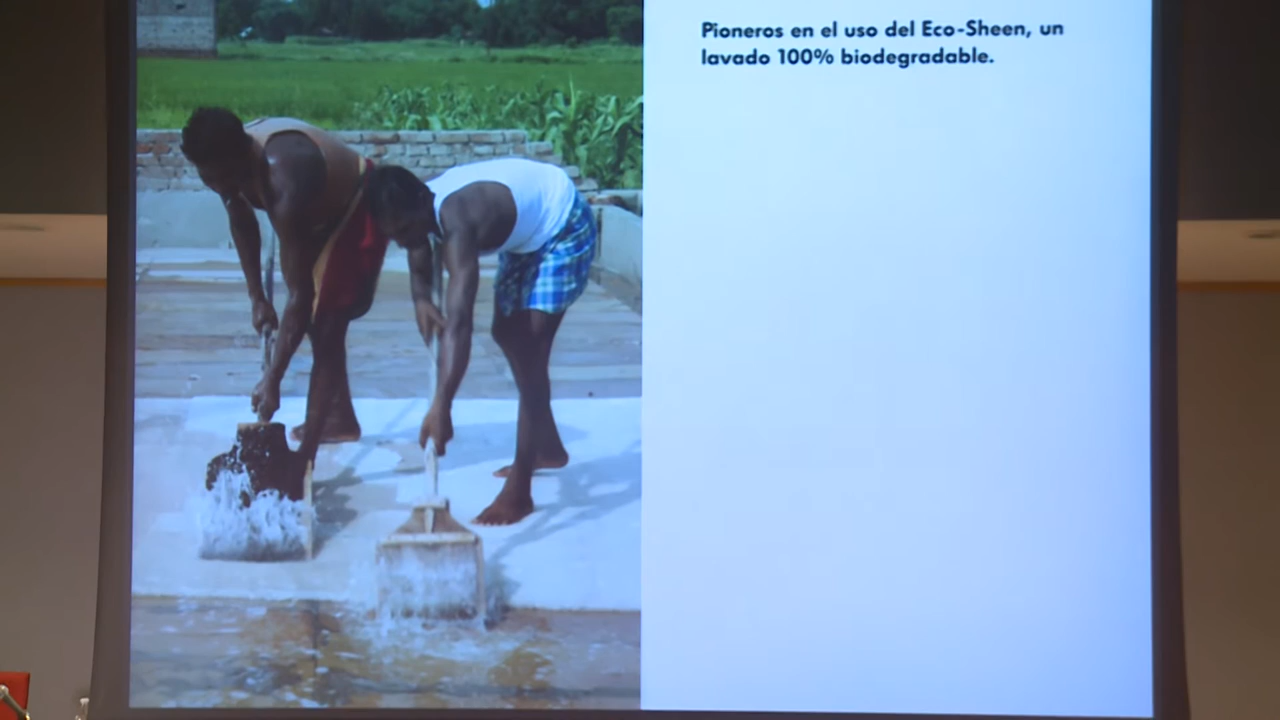 Pioneros en el uso del Eco-Sheen, un
lavado 100% biodegradable.